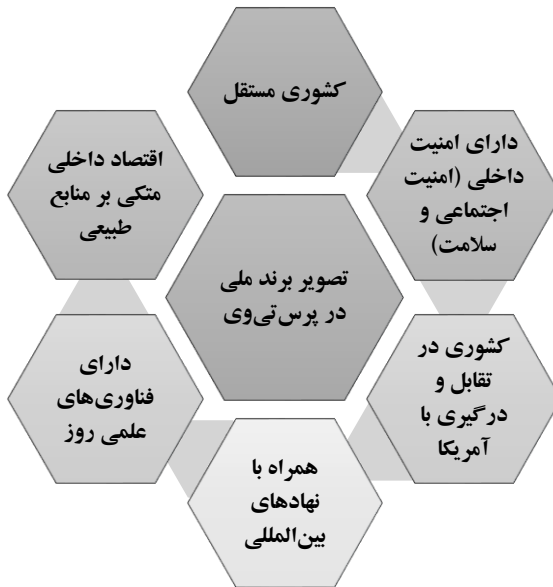 کشوری مستقل
دارای امنیت
داخلی (امنیت
اجتماعی و
سلامت)
کشوری در
تقابل و
درگیری با
آمریکا
همراه با
نهادهای
بین‌المللی
دارای
فناوری‌های
علمی روز
اقتصاد داخلی
متکی بر منابع
طبیعی
تصویر برند ملی
در پرس‌تی‌وی